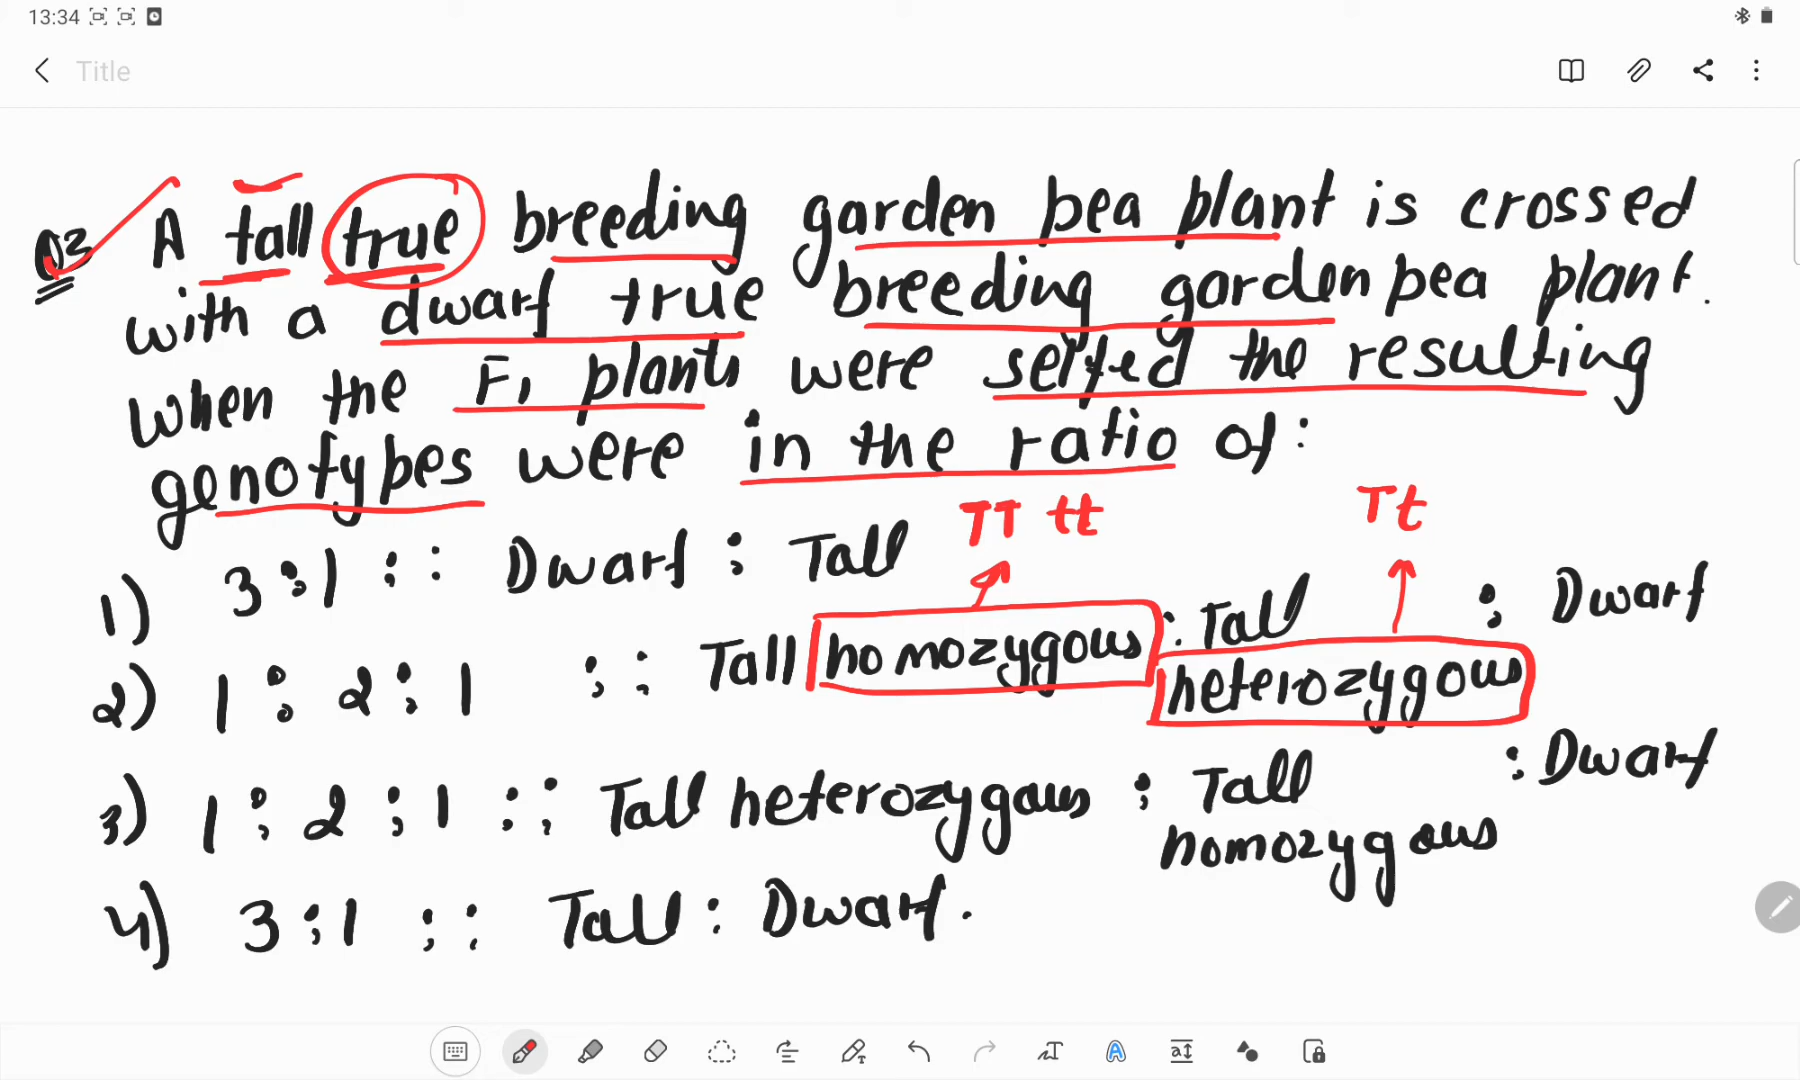 13:34
Title
Q2 A tall true breeding garden pea plant is crossed
with a dwarf true breeding garden pea plant.
When the F1 plants were selfed the resulting
genotypes were in the ratio of:
TT tt Tt
1) 3:1 :: Dwarf : Tall
2) 1 : 2 : 1 :: Tall homozygous : Tall : Dwarf
heterozygous
3) 1 : 2 : 1 :: Tall heterozygous : Tall : Dwarf
homozygous
4) 3:1 :: Tall : Dwarf.